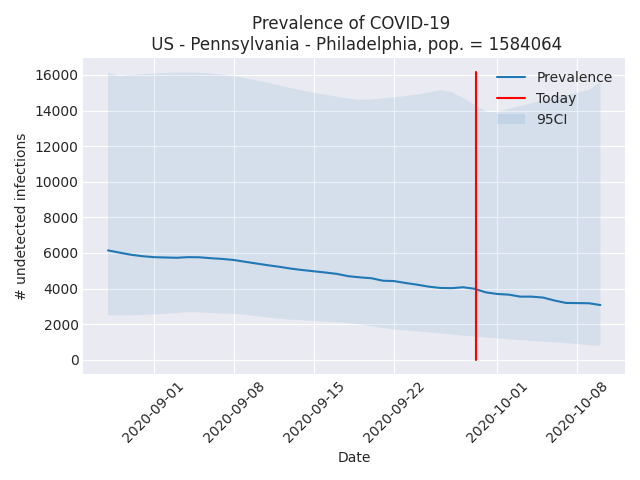 Prevalence of COVID-19
US - Pennsylvania - Philadelphia, pop. = 1584064
Prevalence
Today
95CI
16000
14000
12000
10000
8000
6000
4000
2000
0
# undetected infections
2020-09-01
2020-09-08
2020-09-15
2020-09-22
2020-10-01
2020-10-08
Date